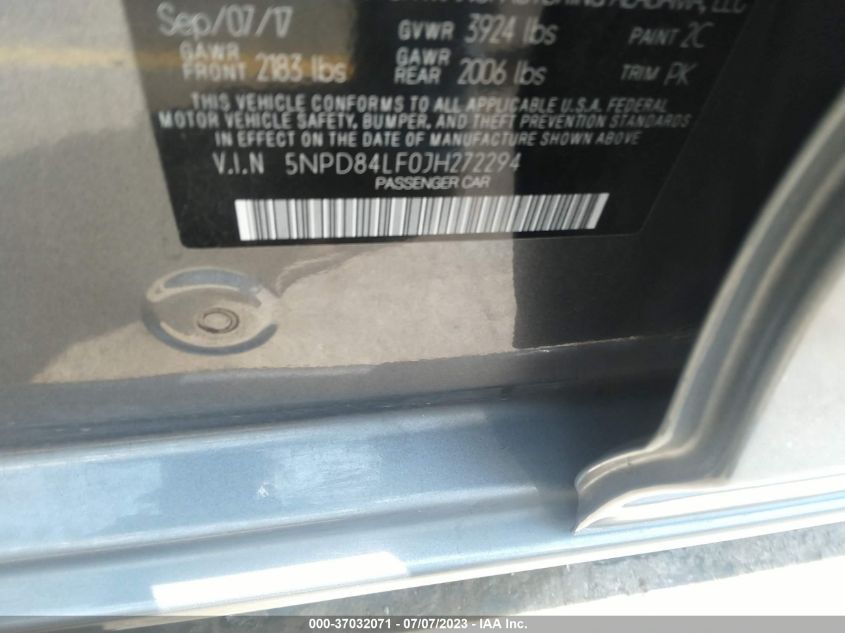 ALABAMA, LLC
Sep/07/17 GVWR 3924 lbs PAINT 2C
GAWR FRONT 2183 lbs GAWR REAR 2006 lbs TRIM PK
THIS VEHICLE CONFORMS TO ALL APPLICABLE U.S.A. FEDERAL
MOTOR VEHICLE SAFETY, BUMPER, AND THEFT PREVENTION STANDARDS
IN EFFECT ON THE DATE OF MANUFACTURE SHOWN
V.I.N 5NPD84LF0JH272294
PASSENGER CAR
000-37032071 - 07/07/2023 - © IAA Inc.